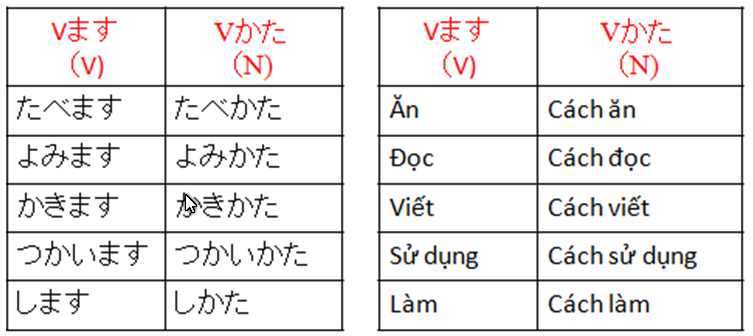 Vます Vかた
（V） （N）
たべます たべかた
よみます よみかた
かきます かきかた
つかいます つかいかた
します しかた
Vます Vかた
（V） （N）
Ăn Cách ăn
Đọc Cách đọc
Viết Cách viết
Sử dụng Cách sử dụng
Làm Cách làm